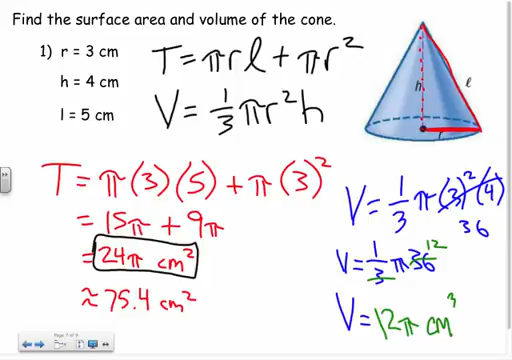 Find the surface area and volume of the cone.
1) r = 3 cm
h = 4 cm
l = 5 cm
T = πrl + πr²
V = 1/3 πr²h
h
l
r
T = π(3)(5) + π(3)²
= 15π + 9π
= 24π cm²
≈ 75.4 cm²
V = 1/3 π(3)²(4)
36
V = 1/3 π36
12
V = 12π cm³